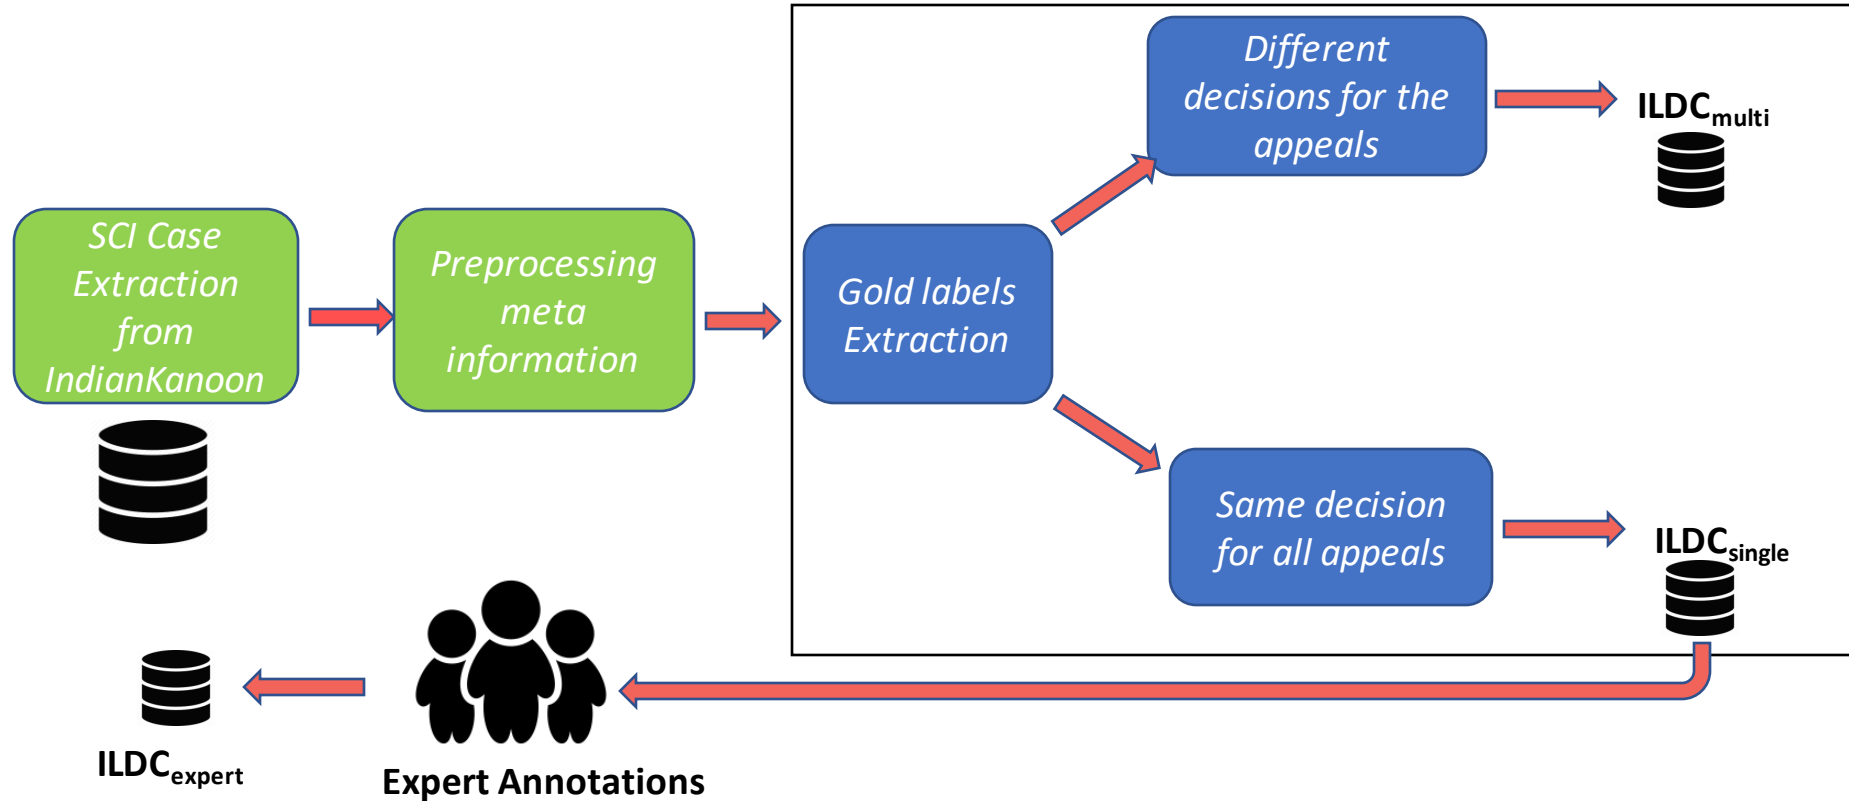 SCI Case
Extraction
from
IndianKanoon
Preprocessing
meta
information
Gold labels
Extraction
Different
decisions for the
appeals
ILDCmulti
Same decision
for all appeals
ILDCsingle
Expert Annotations
ILDCexpert